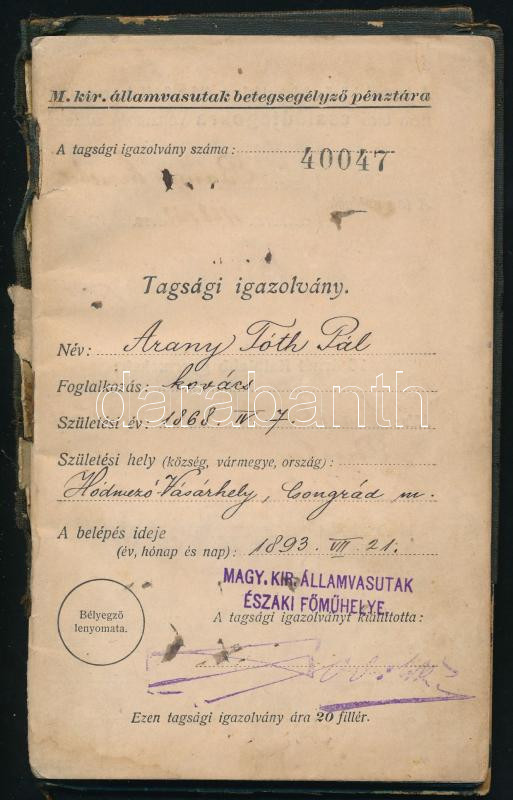 M. kir. államvasutak betegsegélyző pénztára
A tagsági igazolvány száma: 40047
Tagsági igazolvány.
Név: Arany Tóth Pál
Foglalkozás: kovács
darabanth
Születési év: 1868. IV. 7.
Születési hely (község, vármegye, ország):
Hódmező-Vásárhely, Congrád m.
A belépés ideje
(év, hónap és nap): 1893. VII. 21.
MAGY. KIR. ÁLLAMVASUTAK
ÉSZAKI FŐMŰHELYE
Bélyegző
lenyomata.
A tagsági igazolványt kiállította:
Ezen tagsági igazolvány ára 20 fillér.